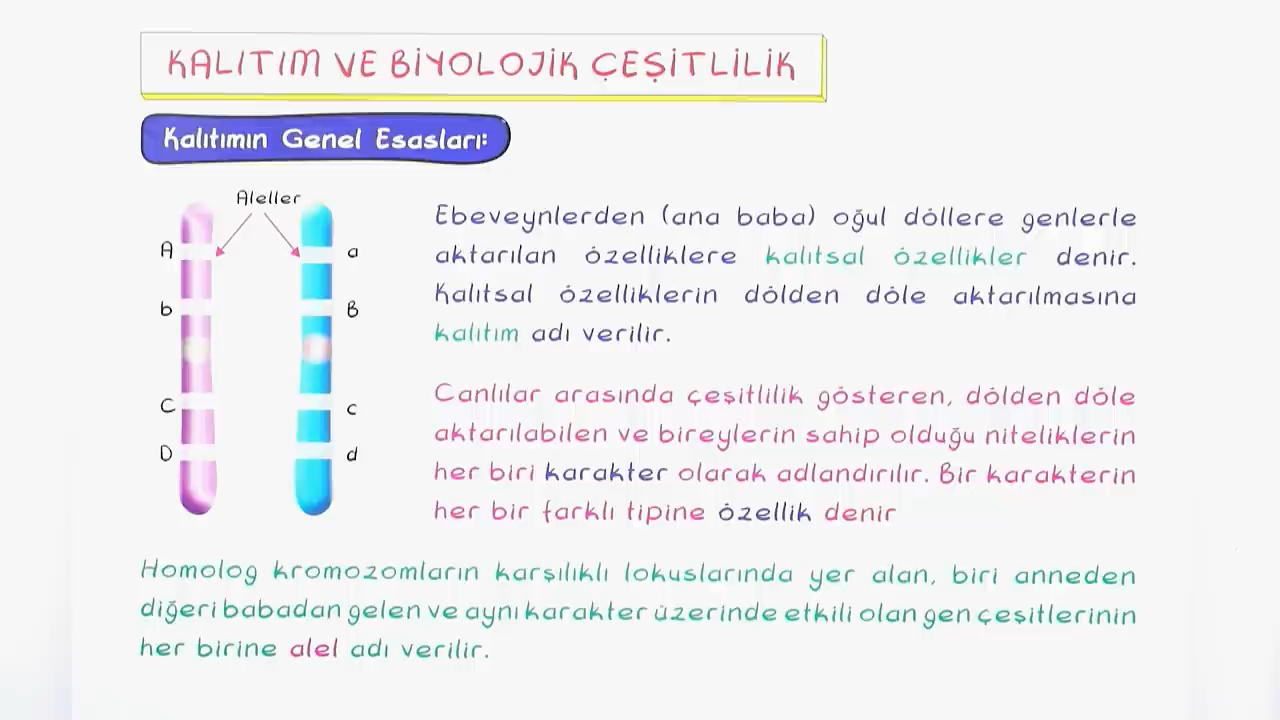 KALITIM VE BİYOLOJİK ÇEŞİTLİLİK
Kalıtımın Genel Esasları:
Aleller
A a
b B
C c
D d
Ebeveynlerden (ana baba) oğul döllere genlerle
aktarılan özelliklere kalıtsal özellikler denir.
Kalıtsal özelliklerin dölden döle aktarılmasına
kalıtım adı verilir.
Canlılar arasında çeşitlilik gösteren, dölden döle
aktarılabilen ve bireylerin sahip olduğu niteliklerin
her biri karakter olarak adlandırılır. Bir karakterin
her bir farklı tipine özellik denir
Homolog kromozomların karşılıklı lokuslarında yer alan, biri anneden
diğeri babadan gelen ve aynı karakter üzerinde etkili olan gen çeşitlerinin
her birine alel adı verilir.